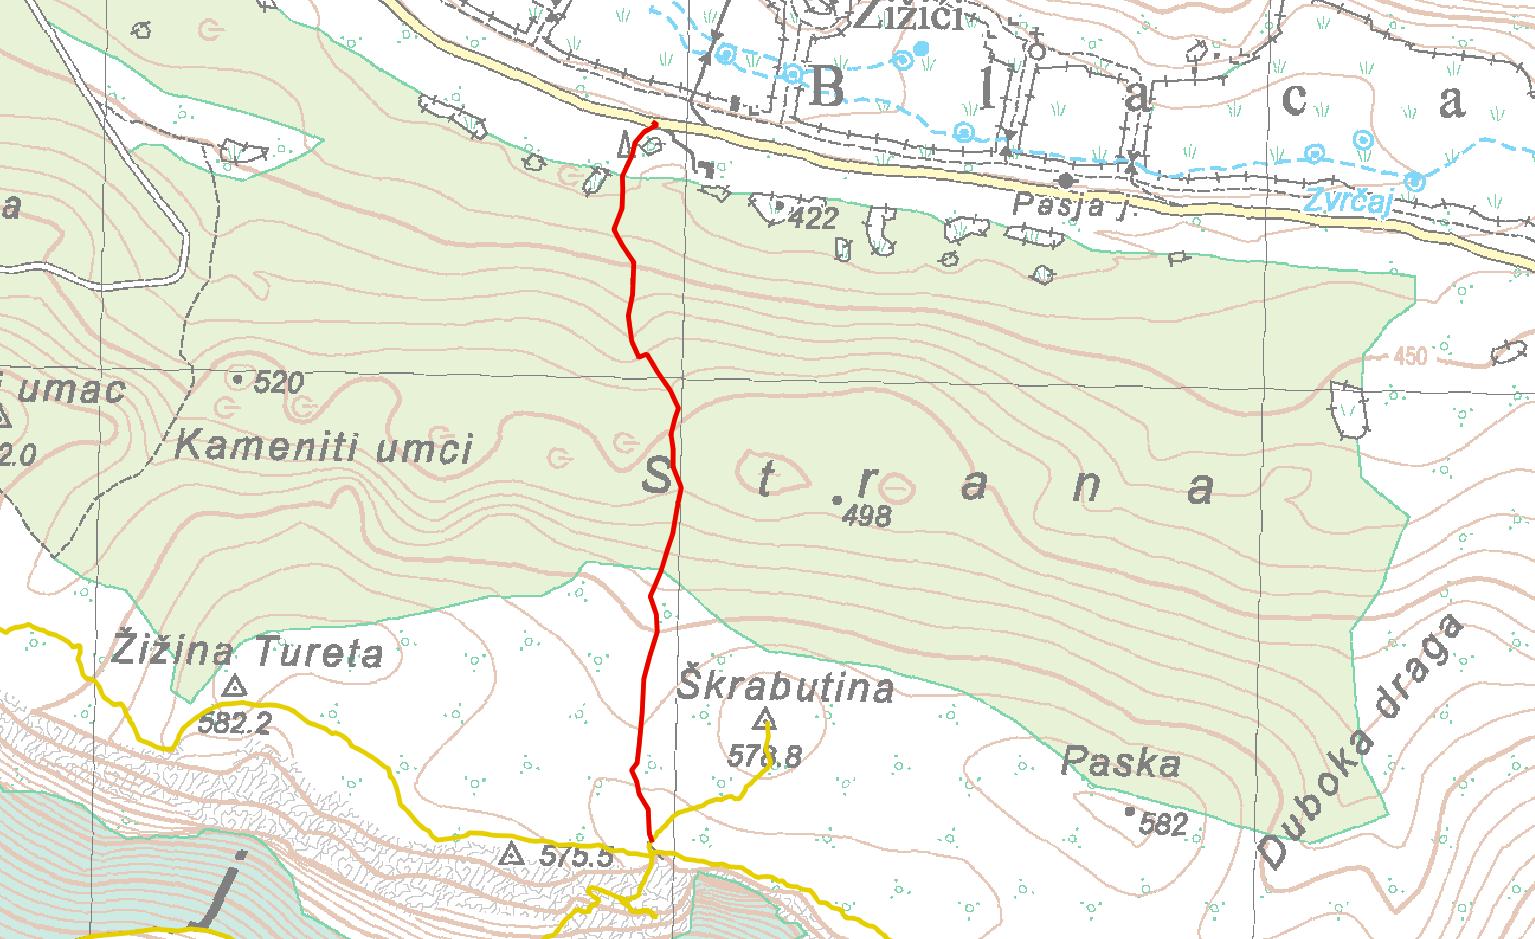 Žižići
B l a c a
Zvrčaj
Pasja j.
422
a
450
umac
520
2.0
Kameniti umci
S t r a n a
498
Žižina Tureta
582.2
Škrabutina
578.8
Paska
582
Duboka draga
575.5